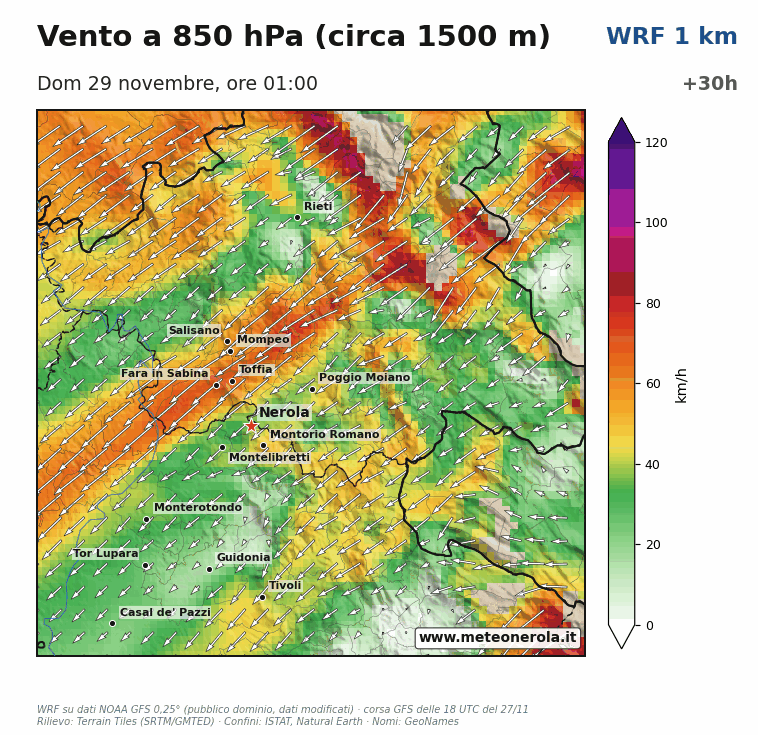 Vento a 850 hPa (circa 1500 m)
WRF 1 km
Dom 29 novembre, ore 01:00
+30h
Rieti
Salisano
Mompeo
Fara in Sabina
Toffia
Poggio Moiano
Nerola
Montorio Romano
Montelibretti
Monterotondo
Tor Lupara
Guidonia
Tivoli
Casal de' Pazzi
www.meteonerola.it
120
100
80
60
40
20
0
km/h
WRF su dati NOAA GFS 0,25° (pubblico dominio, dati modificati) · corsa GFS delle 18 UTC del 27/11
Rilievo: Terrain Tiles (SRTM/GMTED) · Confini: ISTAT, Natural Earth · Nomi: GeoNames